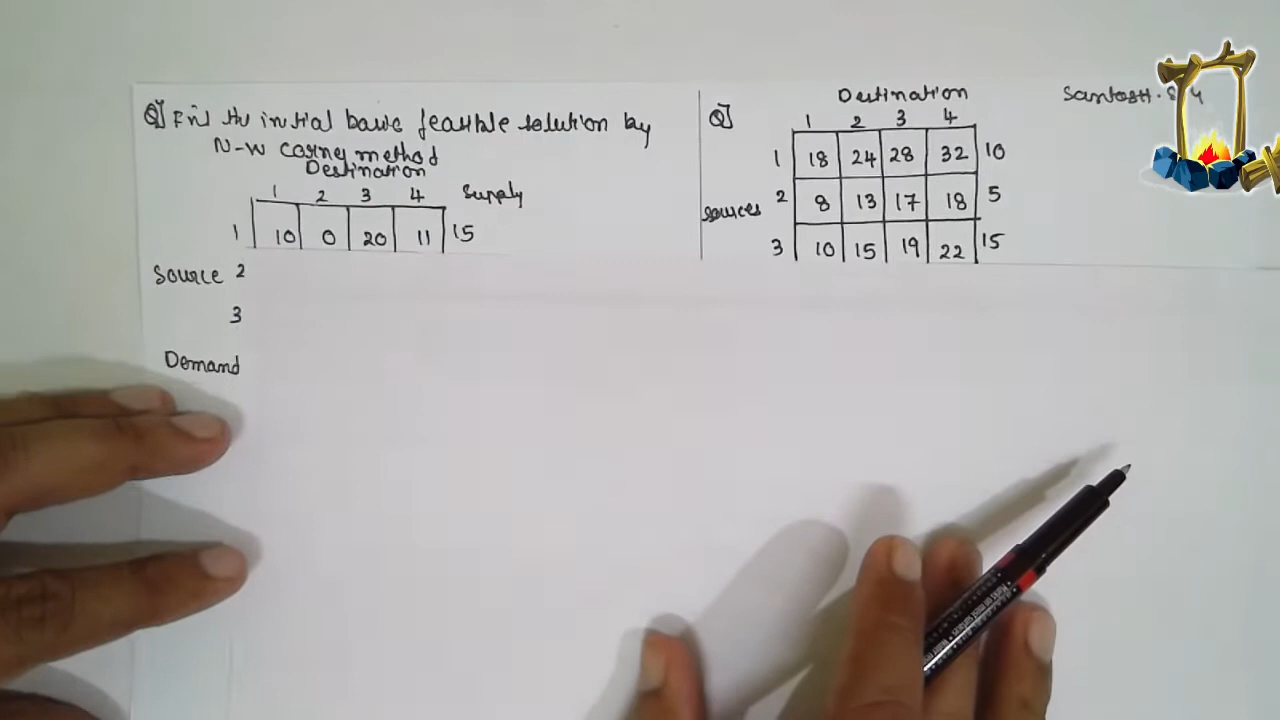 Q] Find the initial basic feasible solution by
N-W corney method
Destination
1 2 3 4 Supply
1 10 0 20 11 15
Source 2
3
Demand
Q] Destination
1 2 3 4
1 18 24 28 32 10
Sources 2 8 13 17 18 5
3 10 15 19 22 15
Santosh.